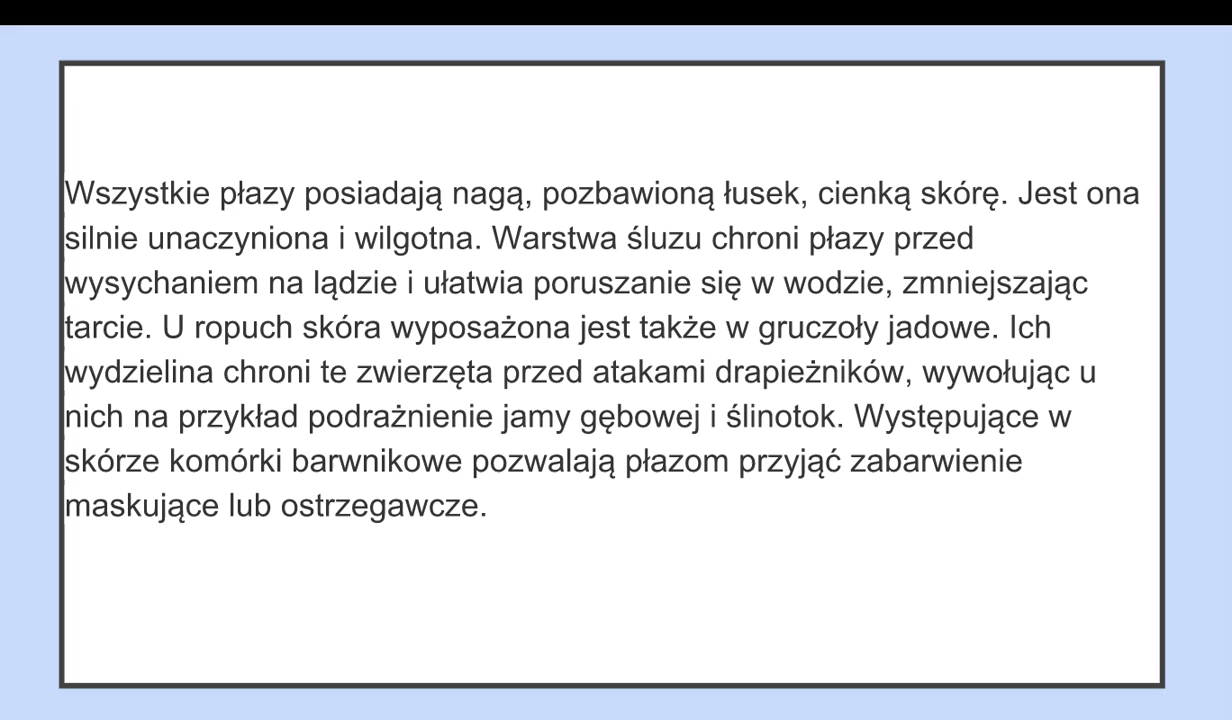 Wszystkie płazy posiadają nagą, pozbawioną łusek, cienką skórę. Jest ona
silnie unaczyniona i wilgotna. Warstwa śluzu chroni płazy przed
wysychaniem na lądzie i ułatwia poruszanie się w wodzie, zmniejszając
tarcie. U ropuch skóra wyposażona jest także w gruczoły jadowe. Ich
wydzielina chroni te zwierzęta przed atakami drapieżników, wywołując u
nich na przykład podrażnienie jamy gębowej i ślinotok. Występujące w
skórze komórki barwnikowe pozwalają płazom przyjąć zabarwienie
maskujące lub ostrzegawcze.